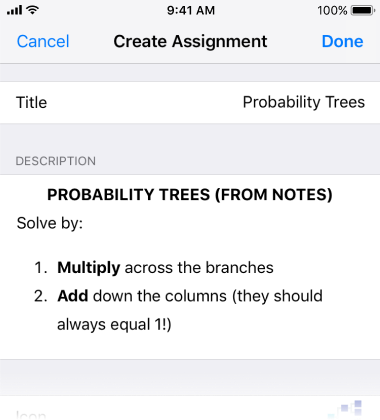 9:41 AM
100%
Cancel
Create Assignment
Done
Title
Probability Trees
DESCRIPTION
PROBABILITY TREES (FROM NOTES)
Solve by:
1. Multiply across the branches
2. Add down the columns (they should
always equal 1!)
Icon